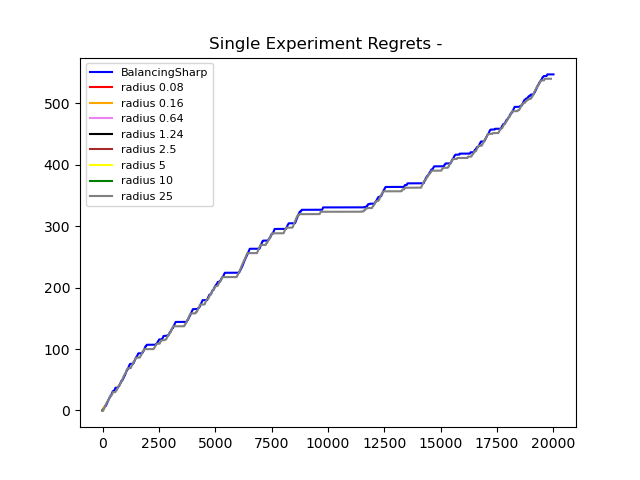 Single Experiment Regrets -
BalancingSharp
radius 0.08
radius 0.16
radius 0.64
radius 1.24
radius 2.5
radius 5
radius 10
radius 25
500
400
300
200
100
0
0 2500 5000 7500 10000 12500 15000 17500 20000